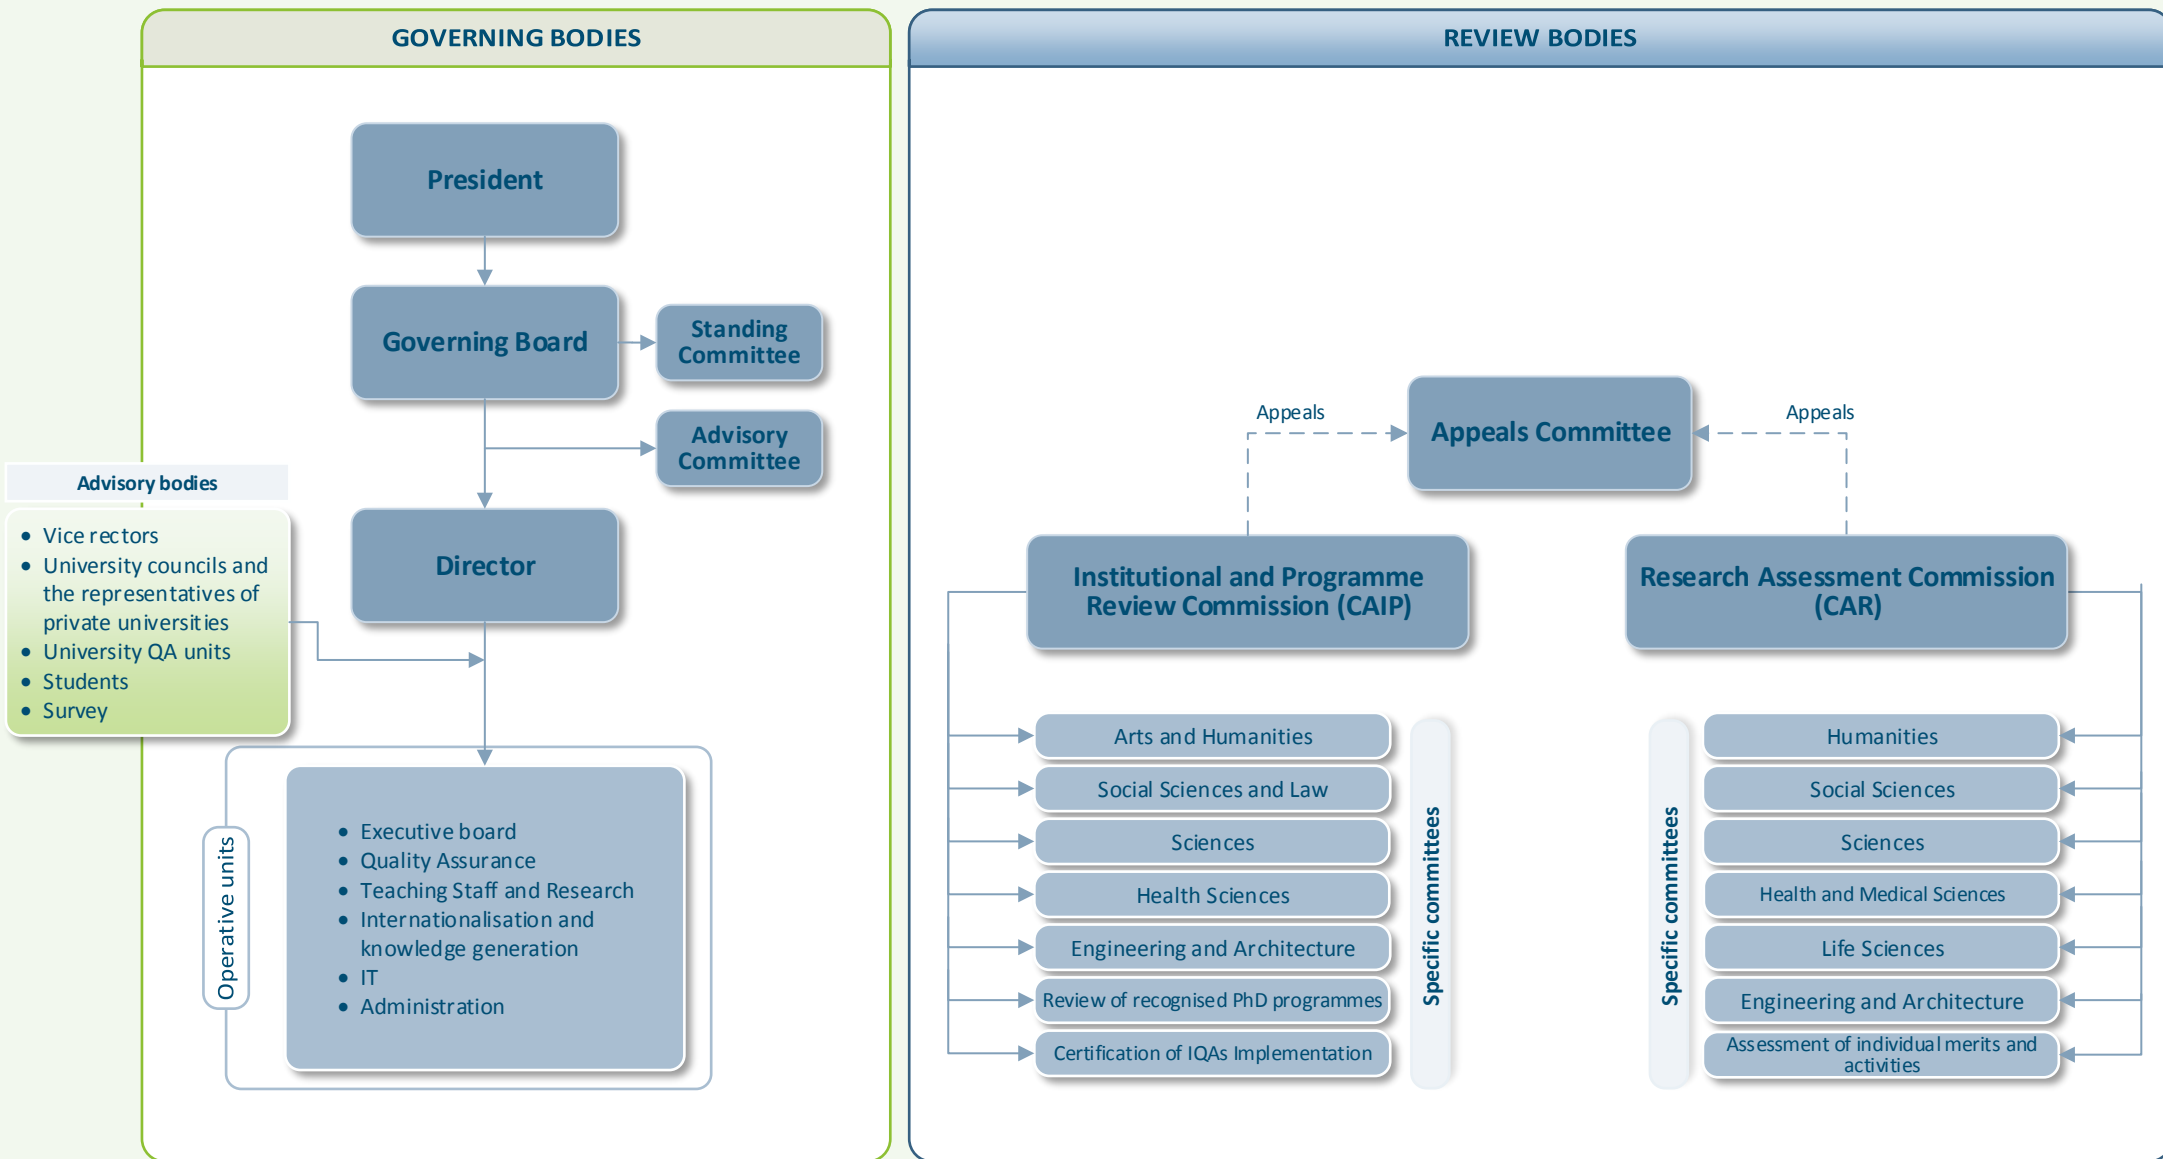 GOVERNING BODIES
President
Governing Board
Standing
Committee
Advisory
Committee
Advisory bodies
• Vice rectors
• University councils and
the representatives of
private universities
• University QA units
• Students
• Survey
Director
Operative units
• Executive board
• Quality Assurance
• Teaching Staff and Research
• Internationalisation and
knowledge generation
• IT
• Administration
REVIEW BODIES
Appeals
Appeals Committee
Appeals
Institutional and Programme
Review Commission (CAIP)
Research Assessment Commission
(CAR)
Arts and Humanities
Social Sciences and Law
Sciences
Health Sciences
Engineering and Architecture
Review of recognised PhD programmes
Certification of IQAs Implementation
Specific committees
Specific committees
Humanities
Social Sciences
Sciences
Health and Medical Sciences
Life Sciences
Engineering and Architecture
Assessment of individual merits and
activities